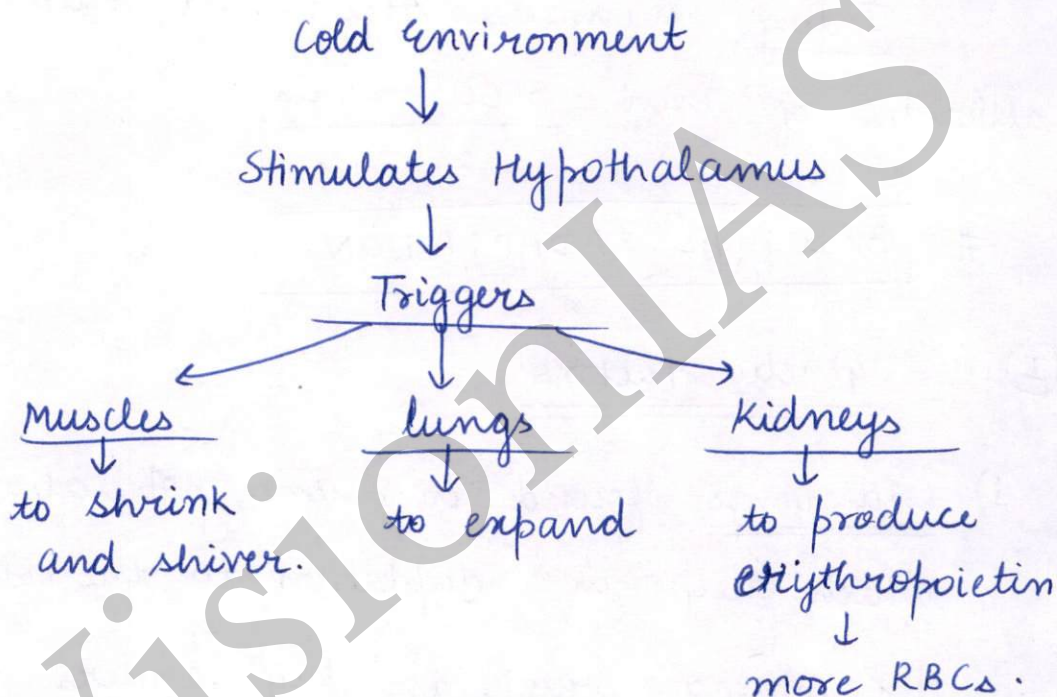 Cold Environment
↓
Stimulates Hypothalamus
↓
Triggers
Muscles
↓
to shrink
and shiver.
lungs
↓
to expand
Kidneys
↓
to produce
erythropoietin
↓
more RBCs.
VisionIAS